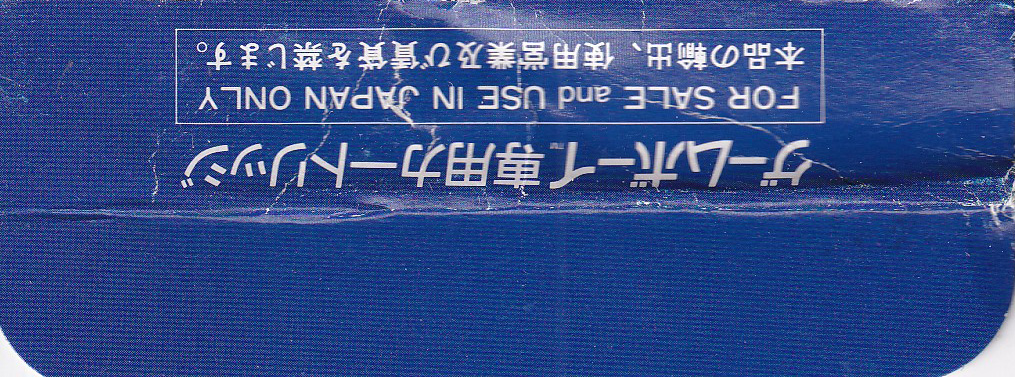 ゲームボーイ™専用カートリッジ
FOR SALE and USE IN JAPAN ONLY
本品の輸出、使用営業及び賃貸を禁じます。